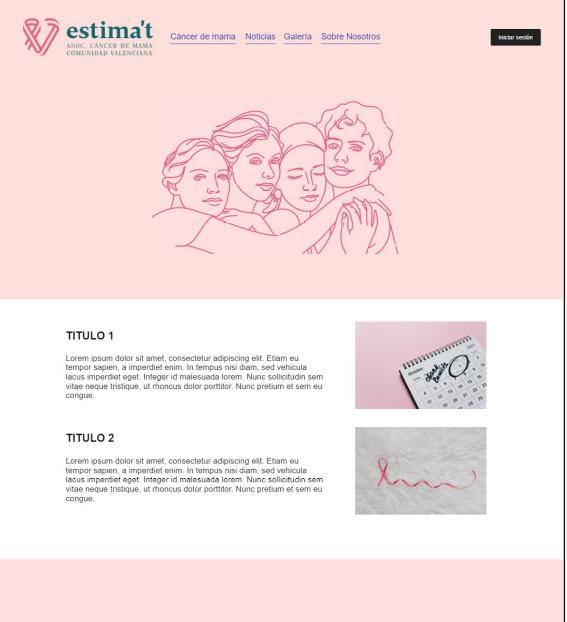 estima't
ASOC. CÁNCER DE MAMA
COMUNIDAD VALENCIANA
Cáncer de mama Noticias Galería Sobre Nosotros
Iniciar sesión
TITULO 1
Lorem ipsum dolor sit amet, consectetur adipiscing elit. Etiam eu
tempor sapien, a imperdiet enim. In tempus nisi diam, sed vehicula
lacus imperdiet eget. Integer id malesuada lorem. Nunc sollicitudin sem
vitae neque tristique, ut rhoncus dolor porttitor. Nunc pretium et sem eu
congue.
October
TITULO 2
Lorem ipsum dolor sit amet, consectetur adipiscing elit. Etiam eu
tempor sapien, a imperdiet enim. In tempus nisi diam, sed vehicula
lacus imperdiet eget. Integer id malesuada lorem. Nunc sollicitudin sem
vitae neque tristique, ut rhoncus dolor porttitor. Nunc pretium et sem eu
congue.